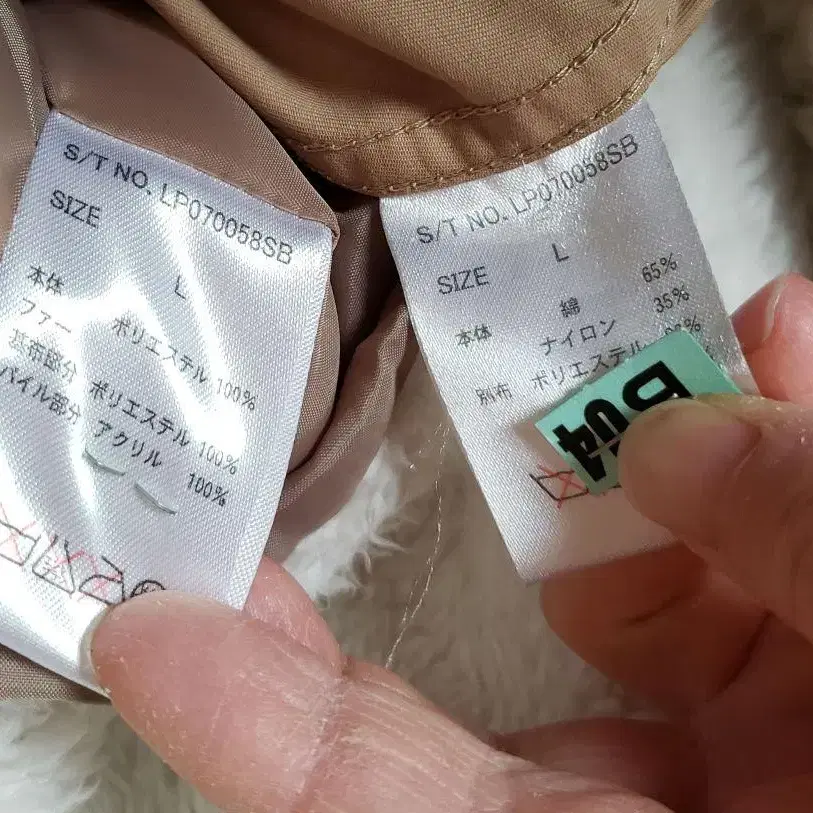 S/T NO. LP070058SB
SIZE
L
本体 ポリエステル 100%
ファー
基布部分 ポリエステル 100%
パイル部分 アクリル 100%
S/T NO. LP070058SB
SIZE L
本体 綿 65%
ナイロン 35%
別布 ポリエステル
B04